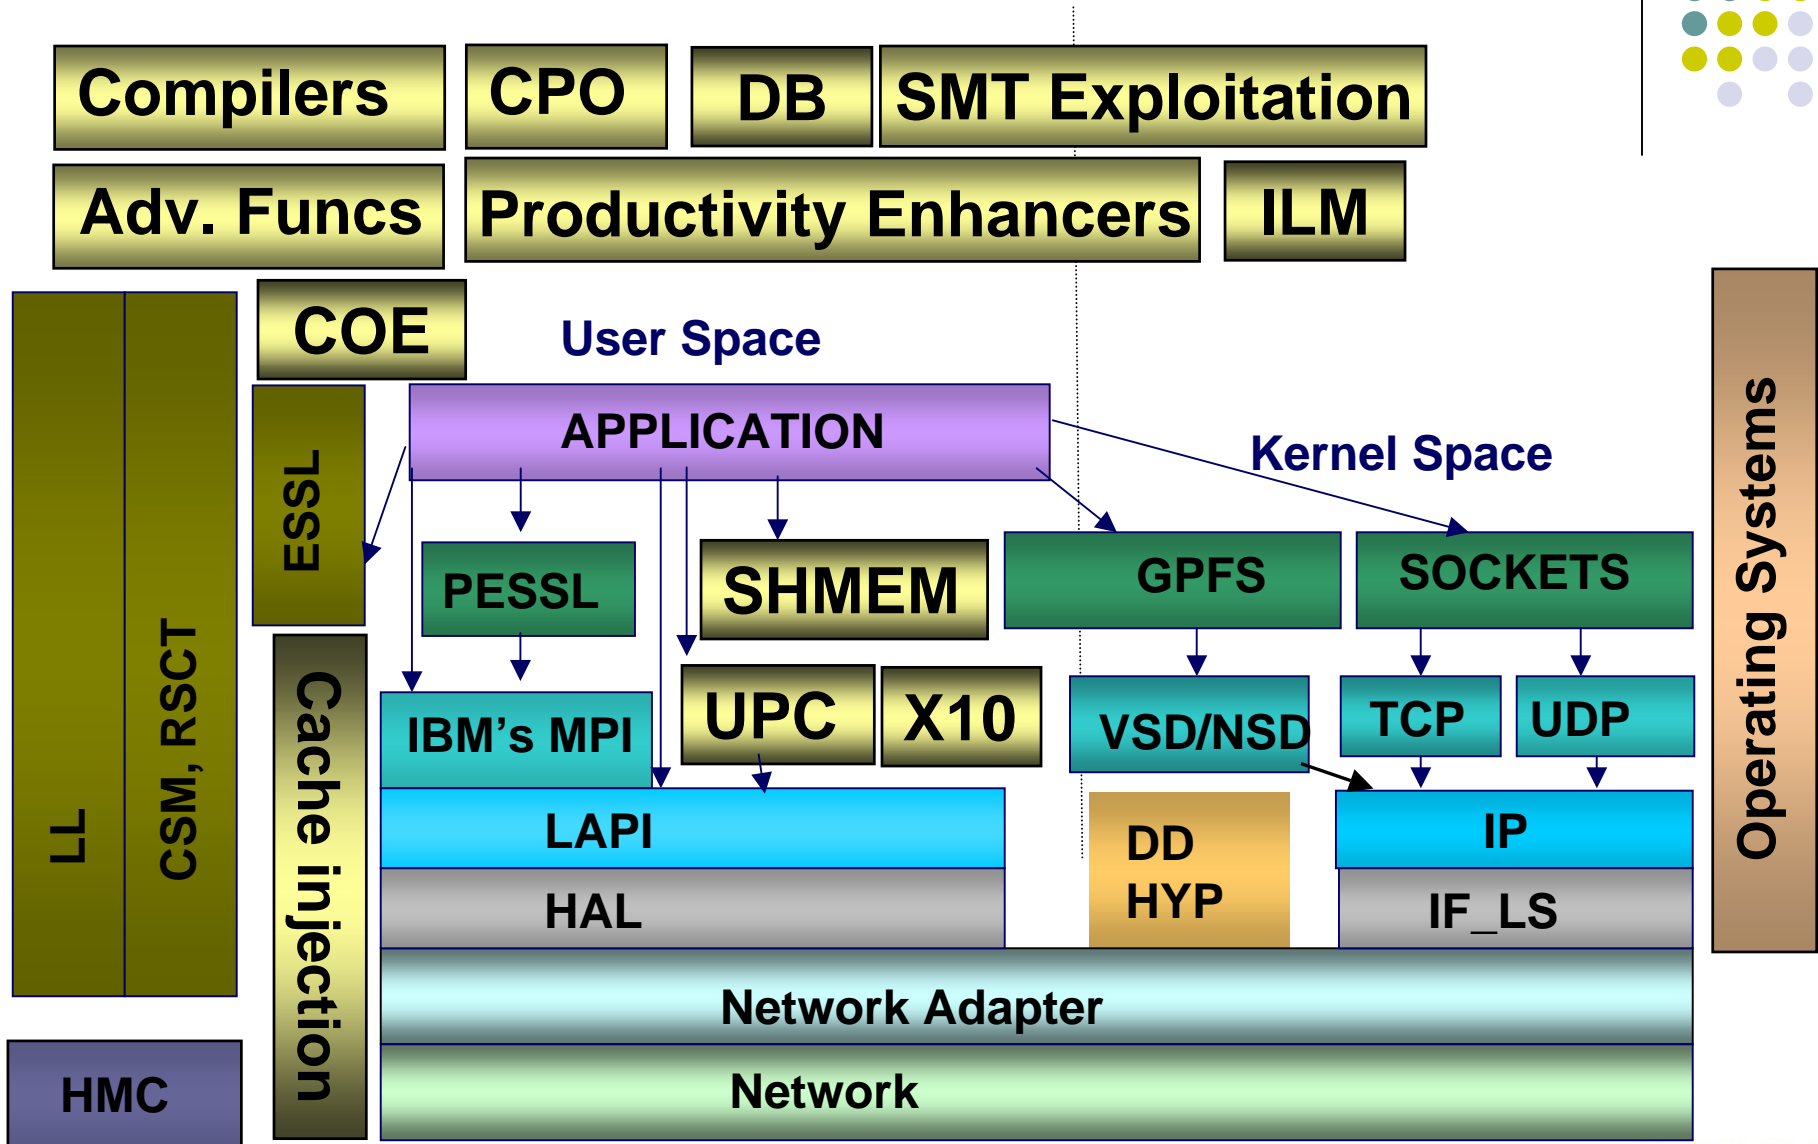 Compilers
CPO
DB
SMT Exploitation
Adv. Funcs
Productivity Enhancers
ILM
COE
User Space
APPLICATION
Kernel Space
ESSL
PESSL
SHMEM
GPFS
SOCKETS
LL
CSM, RSCT
Cache injection
IBM’s MPI
UPC
X10
VSD/NSD
TCP
UDP
LAPI
DD
HYP
IP
HAL
IF_LS
Network Adapter
Network
HMC
Operating Systems